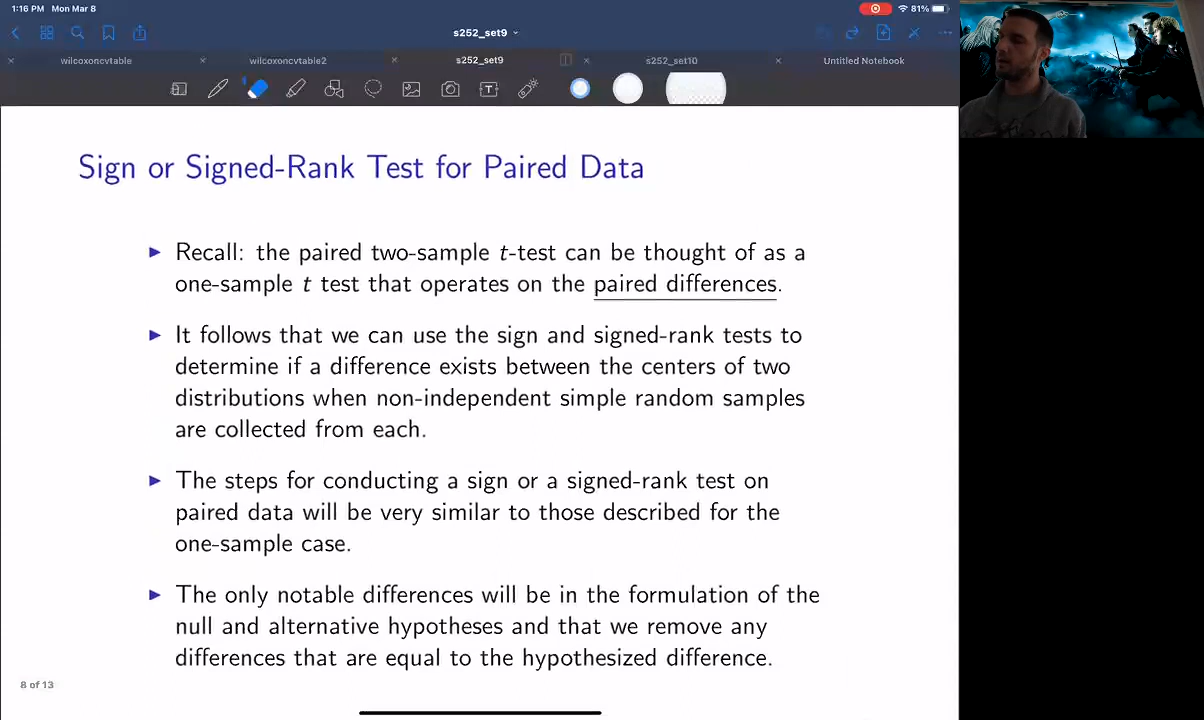 1:16 PM Mon Mar 8
81%
s252_set9
wilcoxoncvtable
wilcoxoncvtable2
s252_set9
s252_set10
Untitled Notebook
T
Sign or Signed-Rank Test for Paired Data
Recall: the paired two-sample t-test can be thought of as a
one-sample t test that operates on the paired differences.
It follows that we can use the sign and signed-rank tests to
determine if a difference exists between the centers of two
distributions when non-independent simple random samples
are collected from each.
The steps for conducting a sign or a signed-rank test on
paired data will be very similar to those described for the
one-sample case.
The only notable differences will be in the formulation of the
null and alternative hypotheses and that we remove any
differences that are equal to the hypothesized difference.
8 of 13